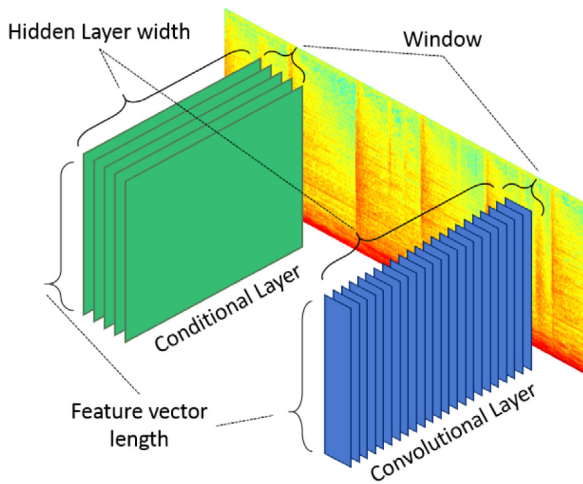 Hidden Layer width
Window
Conditional Layer
Feature vector
length
Convolutional Layer